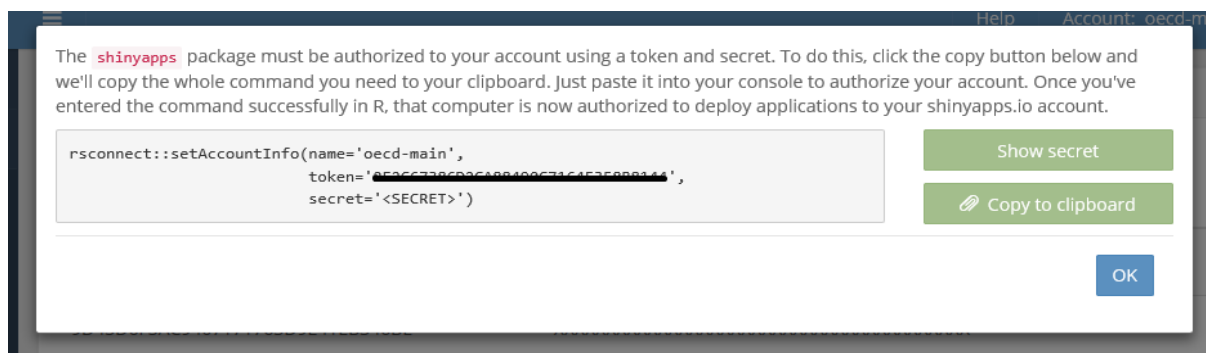 Help Account: oecd-m
The shinyapps package must be authorized to your account using a token and secret. To do this, click the copy button below and
we'll copy the whole command you need to your clipboard. Just paste it into your console to authorize your account. Once you've
entered the command successfully in R, that computer is now authorized to deploy applications to your shinyapps.io account.
rsconnect::setAccountInfo(name='oecd-main',
token='',
secret='<SECRET>')
Show secret
Copy to clipboard
OK